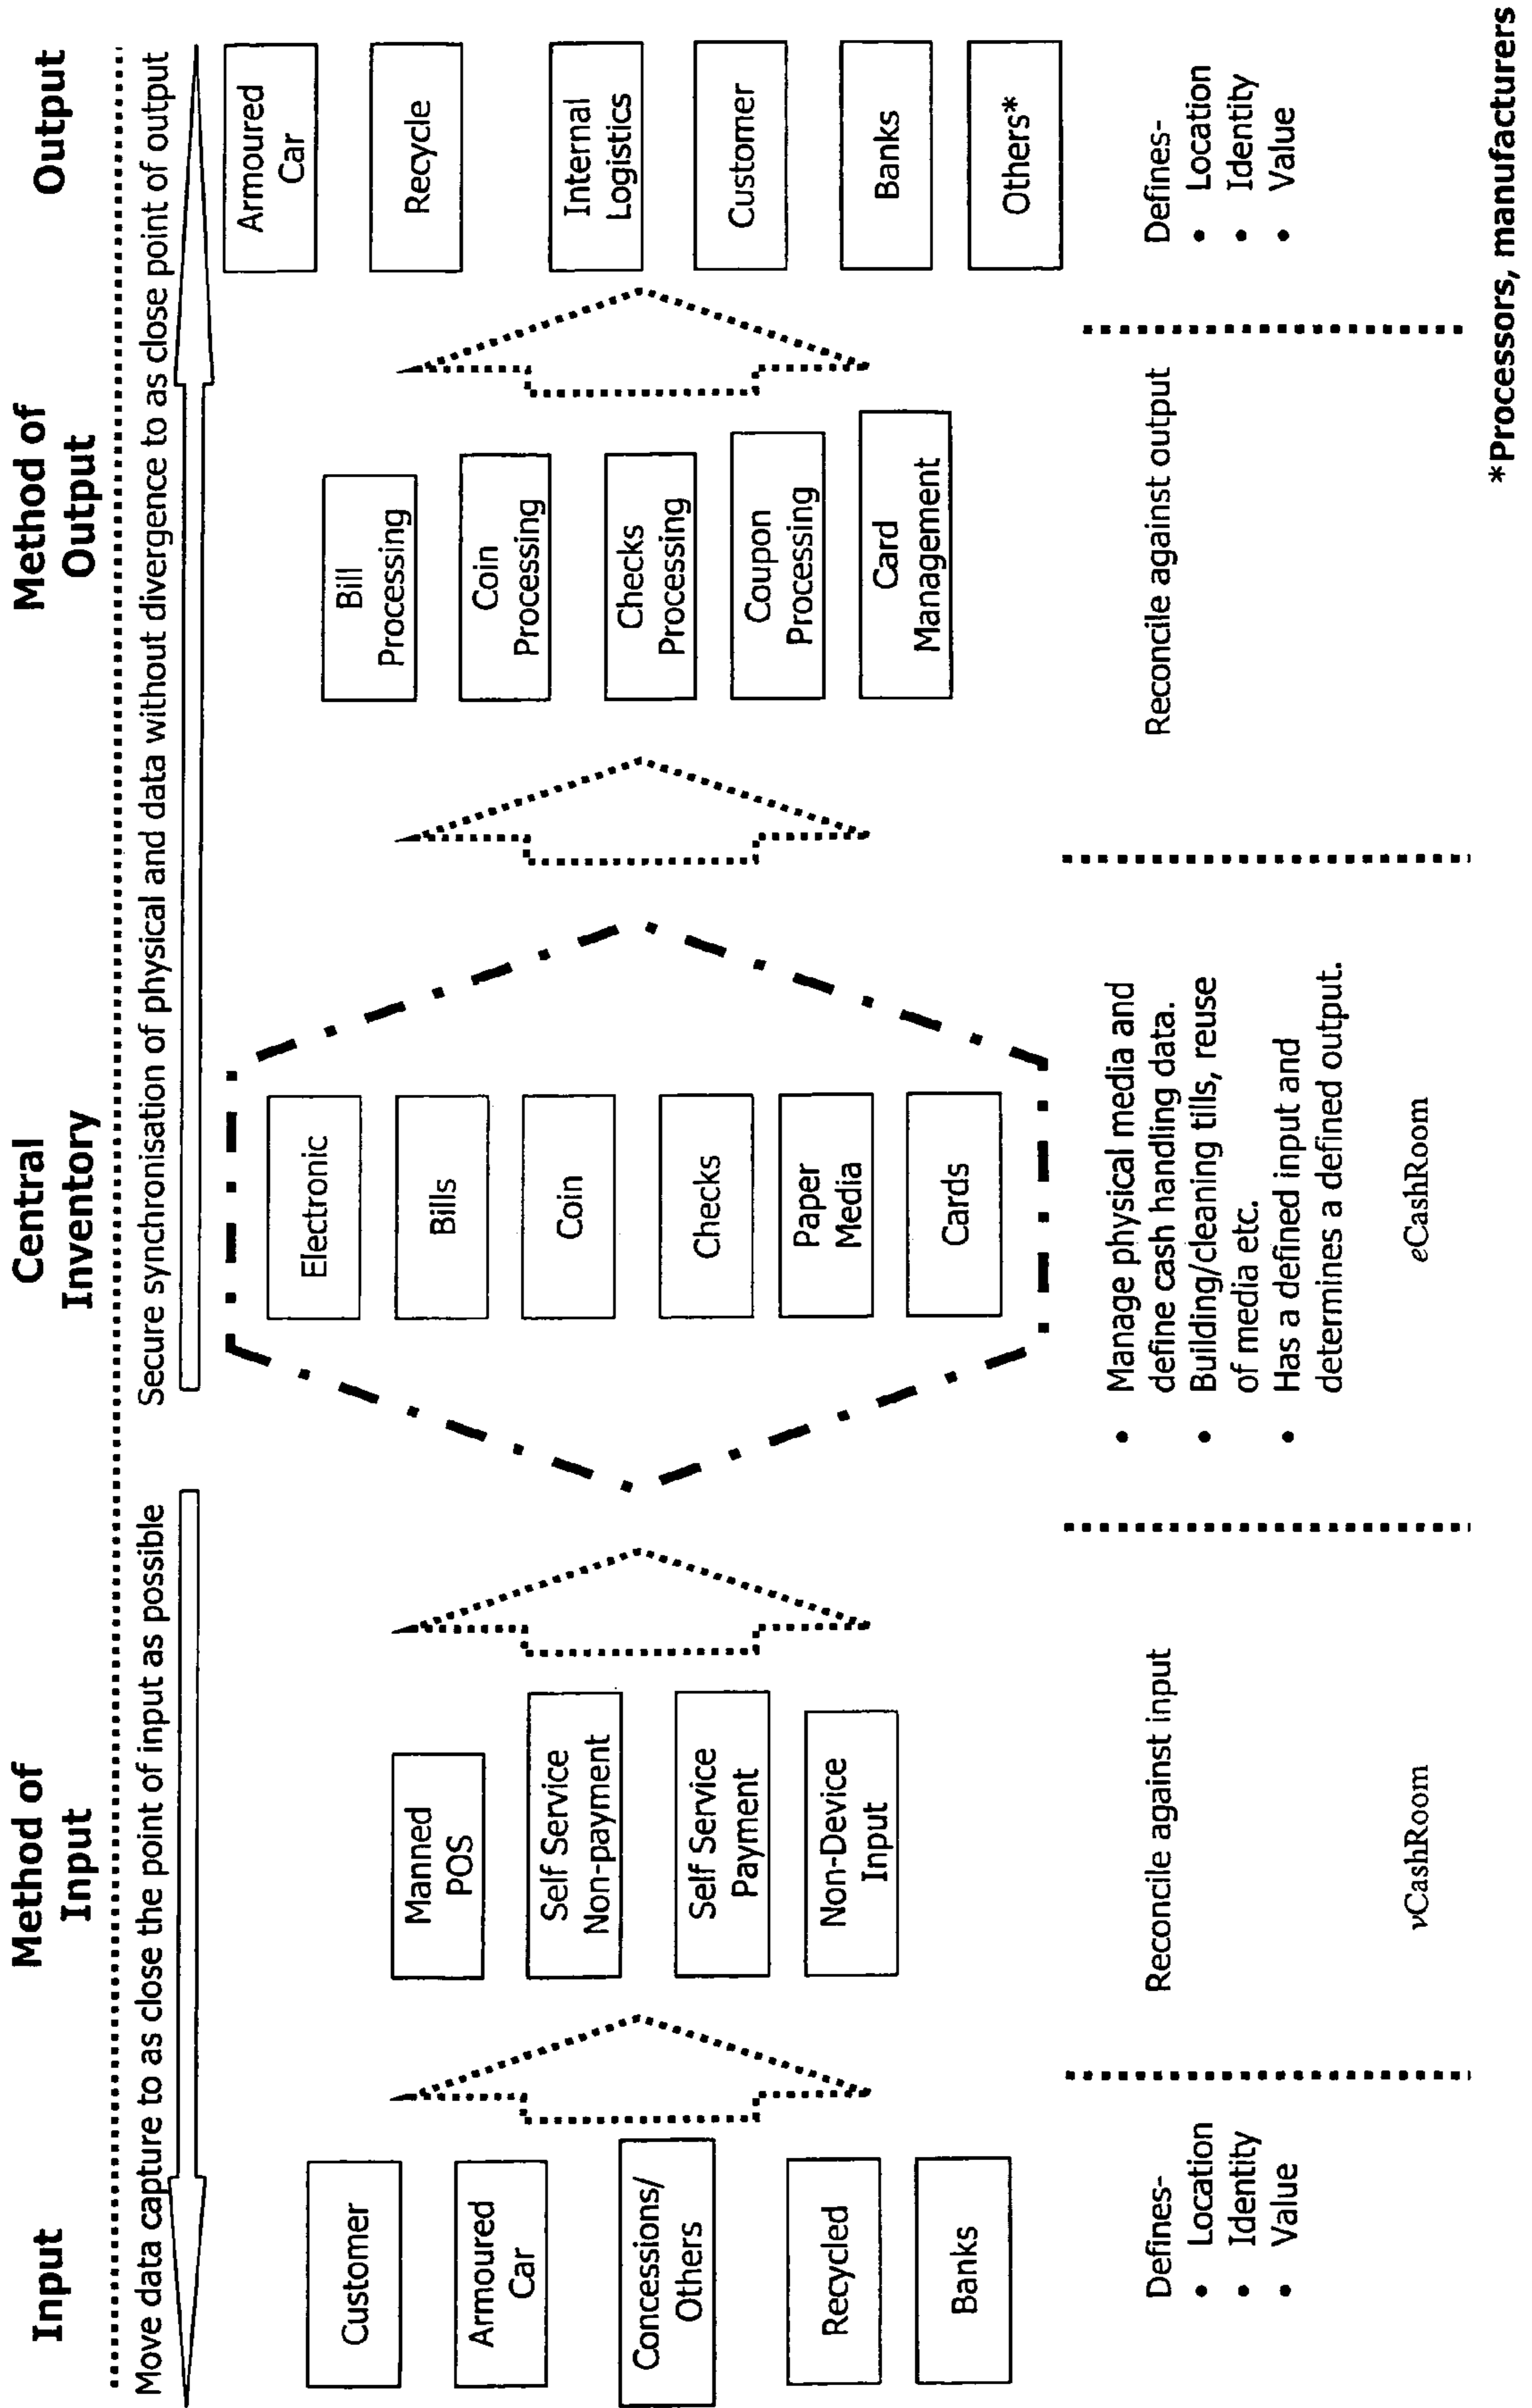 Input
Method of
Input
Central
Inventory
Method of
Output
Output
Move data capture to as close the point of input as possible
Secure synchronisation of physical and data without divergence to as close point of output
Customer
Armoured
Car
Concessions/
Others
Recycled
Banks
Manned
POS
Self Service
Non-payment
Self Service
Payment
Non-Device
Input
Electronic
Bills
Coin
Checks
Paper
Media
Cards
Bill
Processing
Coin
Processing
Checks
Processing
Coupon
Processing
Card
Management
Armoured
Car
Recycle
Internal
Logistics
Customer
Banks
Others*
Defines-
• Location
• Identity
• Value
Reconcile against input
• Manage physical media and
define cash handling data.
• Building/cleaning tills, reuse
of media etc.
• Has a defined input and
determines a defined output.
Reconcile against output
Defines-
• Location
• Identity
• Value
vCashRoom
eCashRoom
*Processors, manufacturers